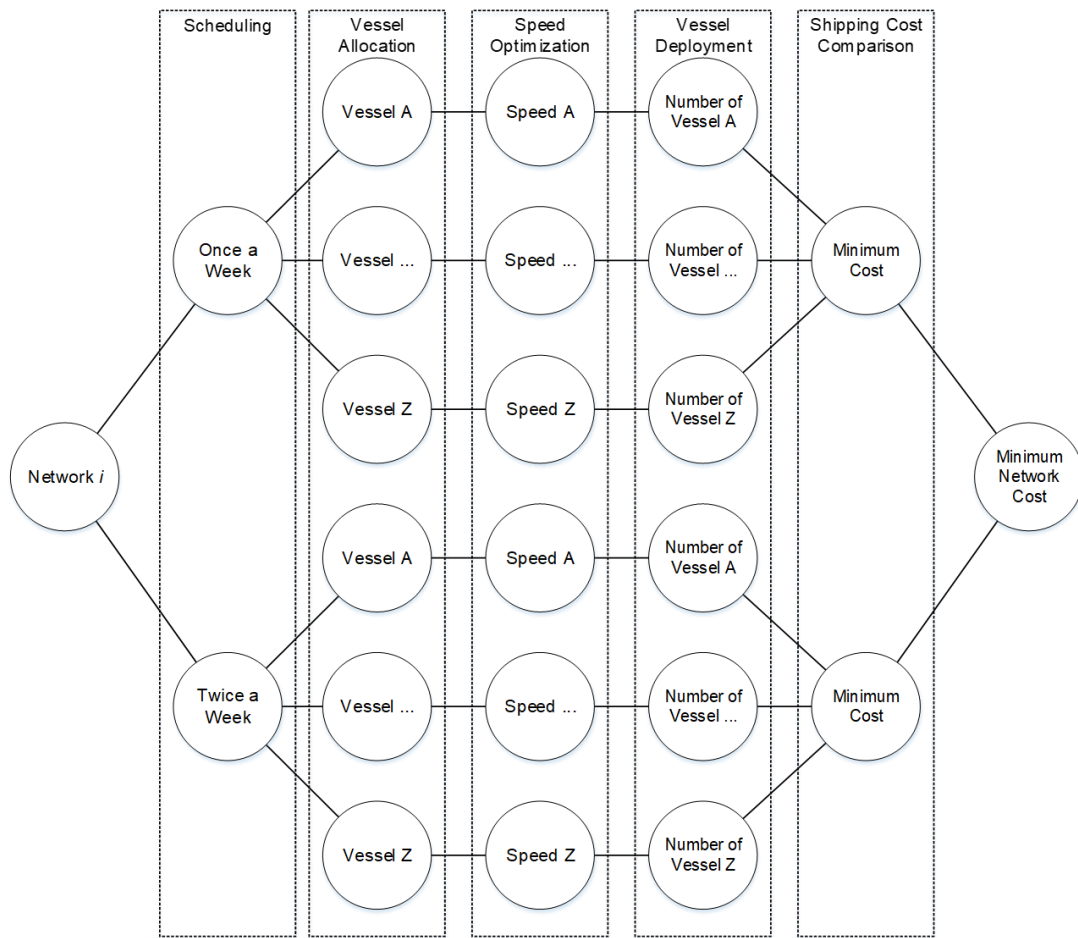 Scheduling
Vessel
Allocation
Speed
Optimization
Vessel
Deployment
Shipping Cost
Comparison
Vessel A
Speed A
Number of
Vessel A
Once a
Week
Vessel ...
Speed ...
Number of
Vessel ...
Minimum
Cost
Vessel Z
Speed Z
Number of
Vessel Z
Network i
Minimum
Network
Cost
Vessel A
Speed A
Number of
Vessel A
Twice a
Week
Vessel ...
Speed ...
Number of
Vessel ...
Minimum
Cost
Vessel Z
Speed Z
Number of
Vessel Z